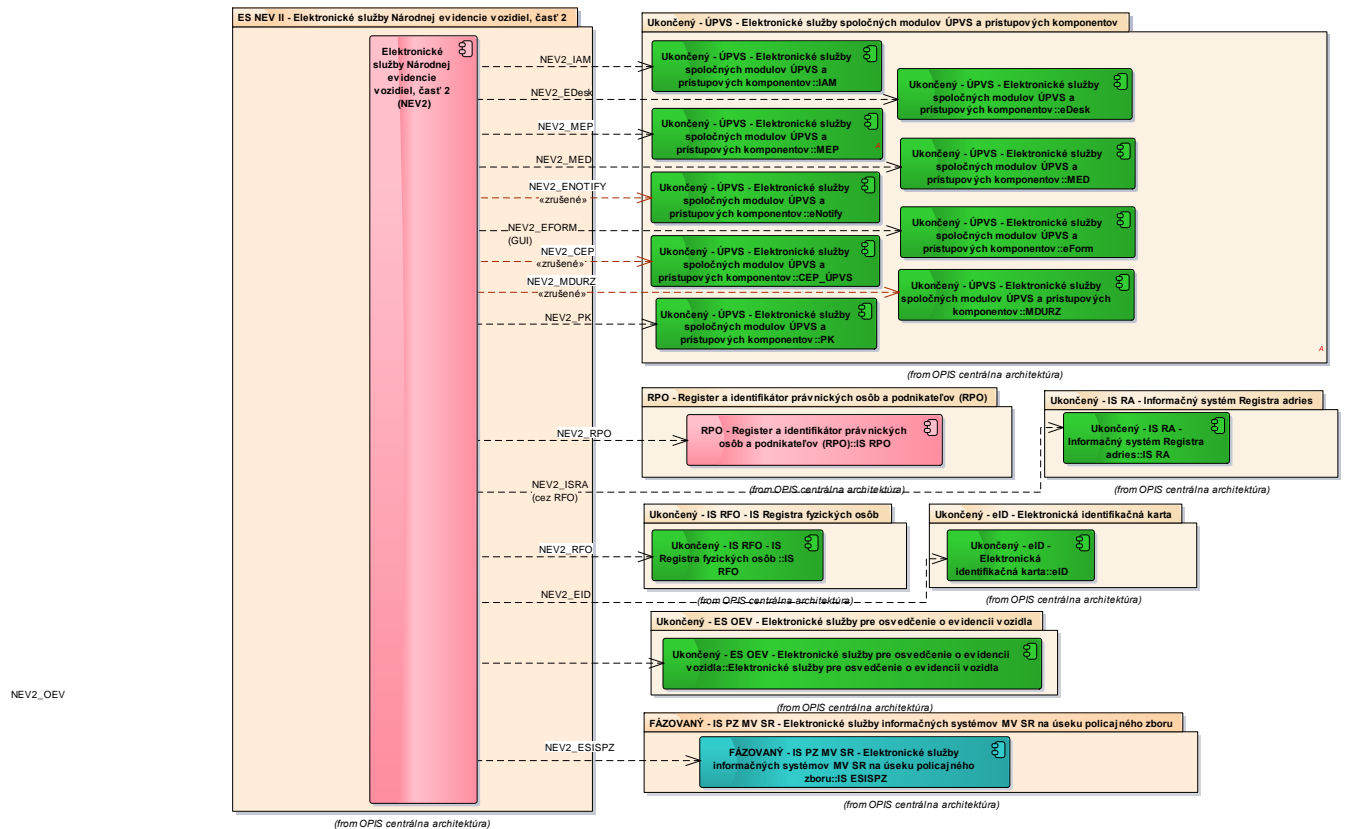 ES NEV II - Elektronické služby Národnej evidencie vozidiel, časť 2
Elektronické
služby Národnej
evidencie
vozidiel, časť 2
(NEV2)
(from OPIS centrálna architektúra)
NEV2_IAM
NEV2_EDesk
NEV2_MEP
NEV2_MED
NEV2_ENOTIFY
«zrušené»
NEV2_EFORM
(GUI)
NEV2_CEP
«zrušené»
NEV2_MDURZ
«zrušené»
NEV2_PK
NEV2_RPO
NEV2_ISRA
(cez RFO)
NEV2_RFO
NEV2_EID
NEV2_OEV
NEV2_ESISPZ
Ukončený - ÚPVS - Elektronické služby spoločných modulov ÚPVS a prístupových komponentov
Ukončený - ÚPVS - Elektronické služby
spoločných modulov ÚPVS a
prístupových komponentov::IAM
Ukončený - ÚPVS - Elektronické služby
spoločných modulov ÚPVS a
prístupových komponentov::eDesk
Ukončený - ÚPVS - Elektronické služby
spoločných modulov ÚPVS a
prístupových komponentov::MEP
A
Ukončený - ÚPVS - Elektronické služby
spoločných modulov ÚPVS a
prístupových komponentov::MED
Ukončený - ÚPVS - Elektronické služby
spoločných modulov ÚPVS a
prístupových komponentov::eNotify
Ukončený - ÚPVS - Elektronické služby
spoločných modulov ÚPVS a
prístupových komponentov::eForm
Ukončený - ÚPVS - Elektronické služby
spoločných modulov ÚPVS a
prístupových komponentov::CEP_ÚPVS
Ukončený - ÚPVS - Elektronické služby
spoločných modulov ÚPVS a prístupových
komponentov::MDURZ
Ukončený - ÚPVS - Elektronické služby
spoločných modulov ÚPVS a
prístupových komponentov::PK
A
(from OPIS centrálna architektúra)
RPO - Register a identifikátor právnických osôb a podnikateľov (RPO)
RPO - Register a identifikátor právnických
osôb a podnikateľov (RPO)::IS RPO
(from OPIS centrálna architektúra)
Ukončený - IS RA - Informačný systém Registra adries
Ukončený - IS RA -
Informačný systém Registra
adries::IS RA
(from OPIS centrálna architektúra)
Ukončený - IS RFO - IS Registra fyzických osôb
Ukončený - IS RFO - IS
Registra fyzických osôb ::IS
RFO
(from OPIS centrálna architektúra)
Ukončený - eID - Elektronická identifikačná karta
Ukončený - eID -
Elektronická
identifikačná karta::eID
(from OPIS centrálna architektúra)
Ukončený - ES OEV - Elektronické služby pre osvedčenie o evidencii vozidla
Ukončený - ES OEV - Elektronické služby pre osvedčenie o evidencii
vozidla::Elektronické služby pre osvedčenie o evidencii vozidla
(from OPIS centrálna architektúra)
FÁZOVANÝ - IS PZ MV SR - Elektronické služby informačných systémov MV SR na úseku policajného zboru
FÁZOVANÝ - IS PZ MV SR - Elektronické služby
informačných systémov MV SR na úseku policajného
zboru::IS ESISPZ
(from OPIS centrálna architektúra)